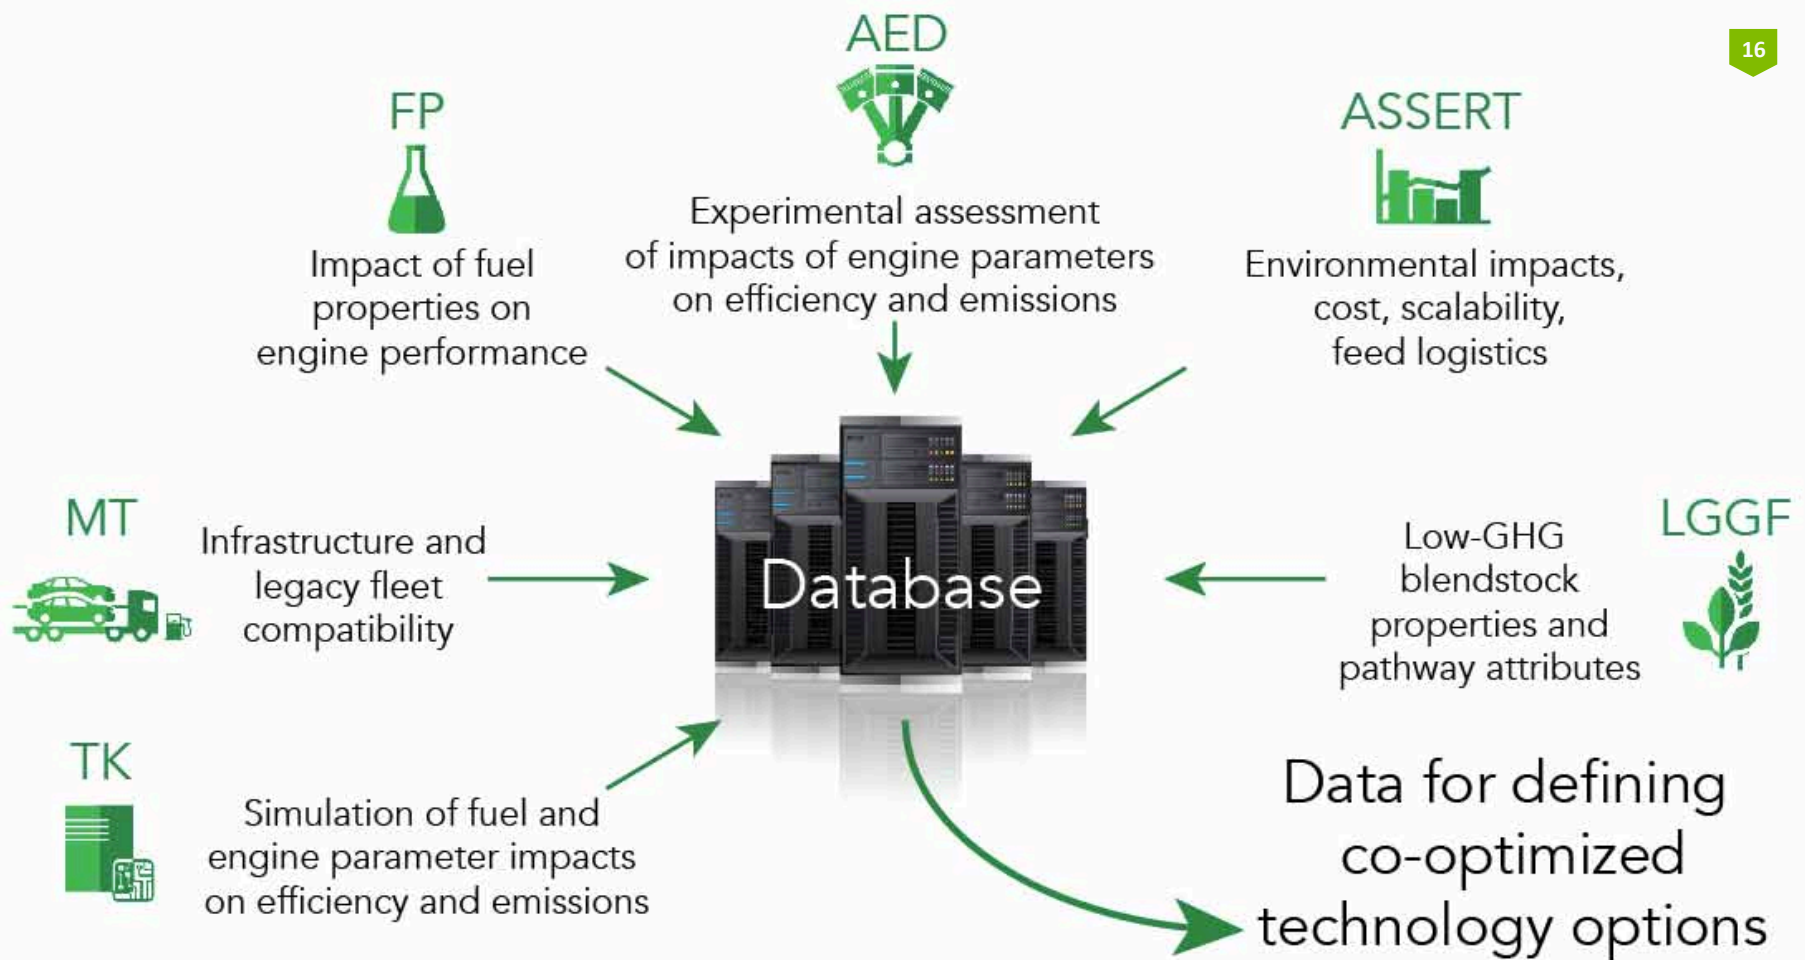 AED
16
FP
ASSERT
Experimental assessment
of impacts of engine parameters
on efficiency and emissions
Impact of fuel
properties on
engine performance
Environmental impacts,
cost, scalability,
feed logistics
MT
Infrastructure and
legacy fleet
compatibility
Database
LGGF
Low-GHG
blendstock
properties and
pathway attributes
TK
Simulation of fuel and
engine parameter impacts
on efficiency and emissions
Data for defining
co-optimized
technology options